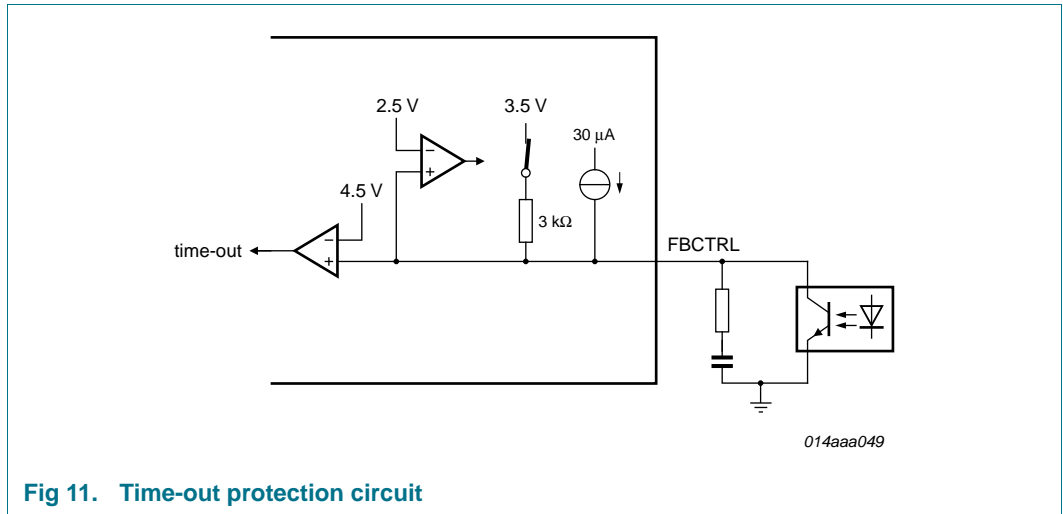 2.5 V
3.5 V
30 μA
4.5 V
3 kΩ
time-out
FBCTRL
014aaa049
Fig 11. Time-out protection circuit